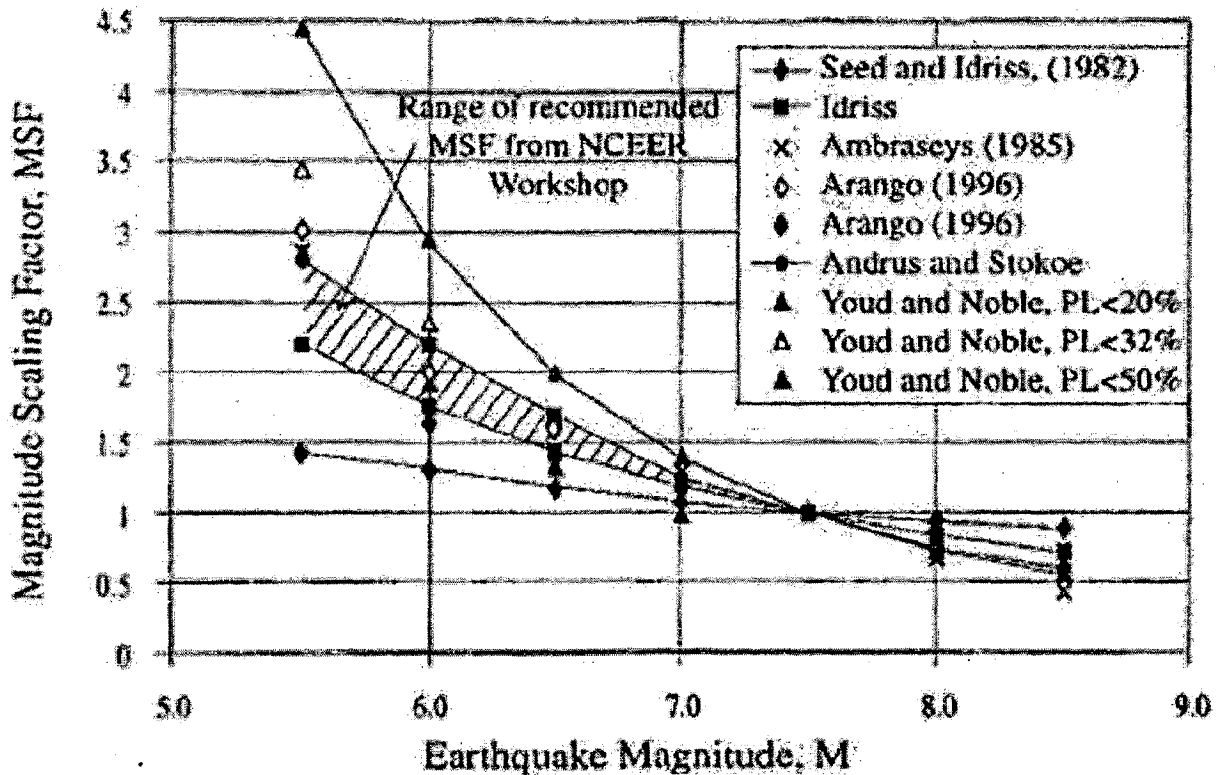 4.5
4
3.5
3
2.5
2
1.5
1
0.5
0
Magnitude Scaling Factor, MSF
Range of recommended
MSF from NCEER
Workshop
Seed and Idriss, (1982)
Idriss
Ambraseys (1985)
Arango (1996)
Arango (1996)
Andrus and Stokoe
Youd and Noble, PL<20%
Youd and Noble, PL<32%
Youd and Noble, PL<50%
5.0 6.0 7.0 8.0 9.0
Earthquake Magnitude, M